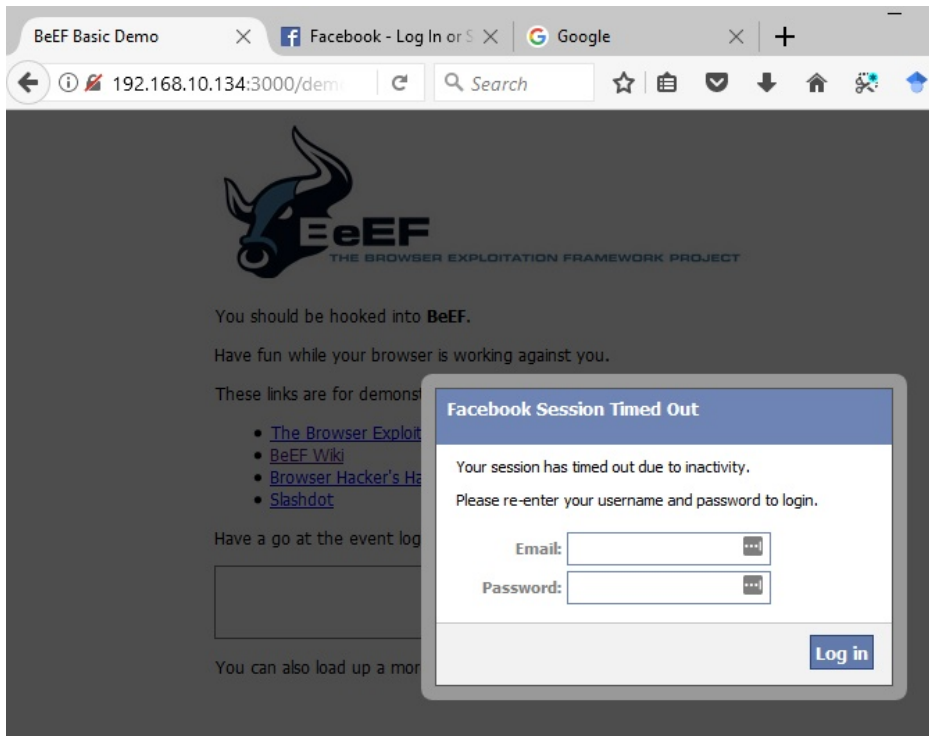 BeEF Basic Demo
Facebook - Log In or S
Google
192.168.10.134:3000/demo
Search
BeEF
THE BROWSER EXPLOITATION FRAMEWORK PROJECT
You should be hooked into BeEF.
Have fun while your browser is working against you.
These links are for demonst
The Browser Exploit
BeEF Wiki
Browser Hacker's Ha
Slashdot
Have a go at the event log
You can also load up a mor
Facebook Session Timed Out
Your session has timed out due to inactivity.
Please re-enter your username and password to login.
Email:
Password:
Log in